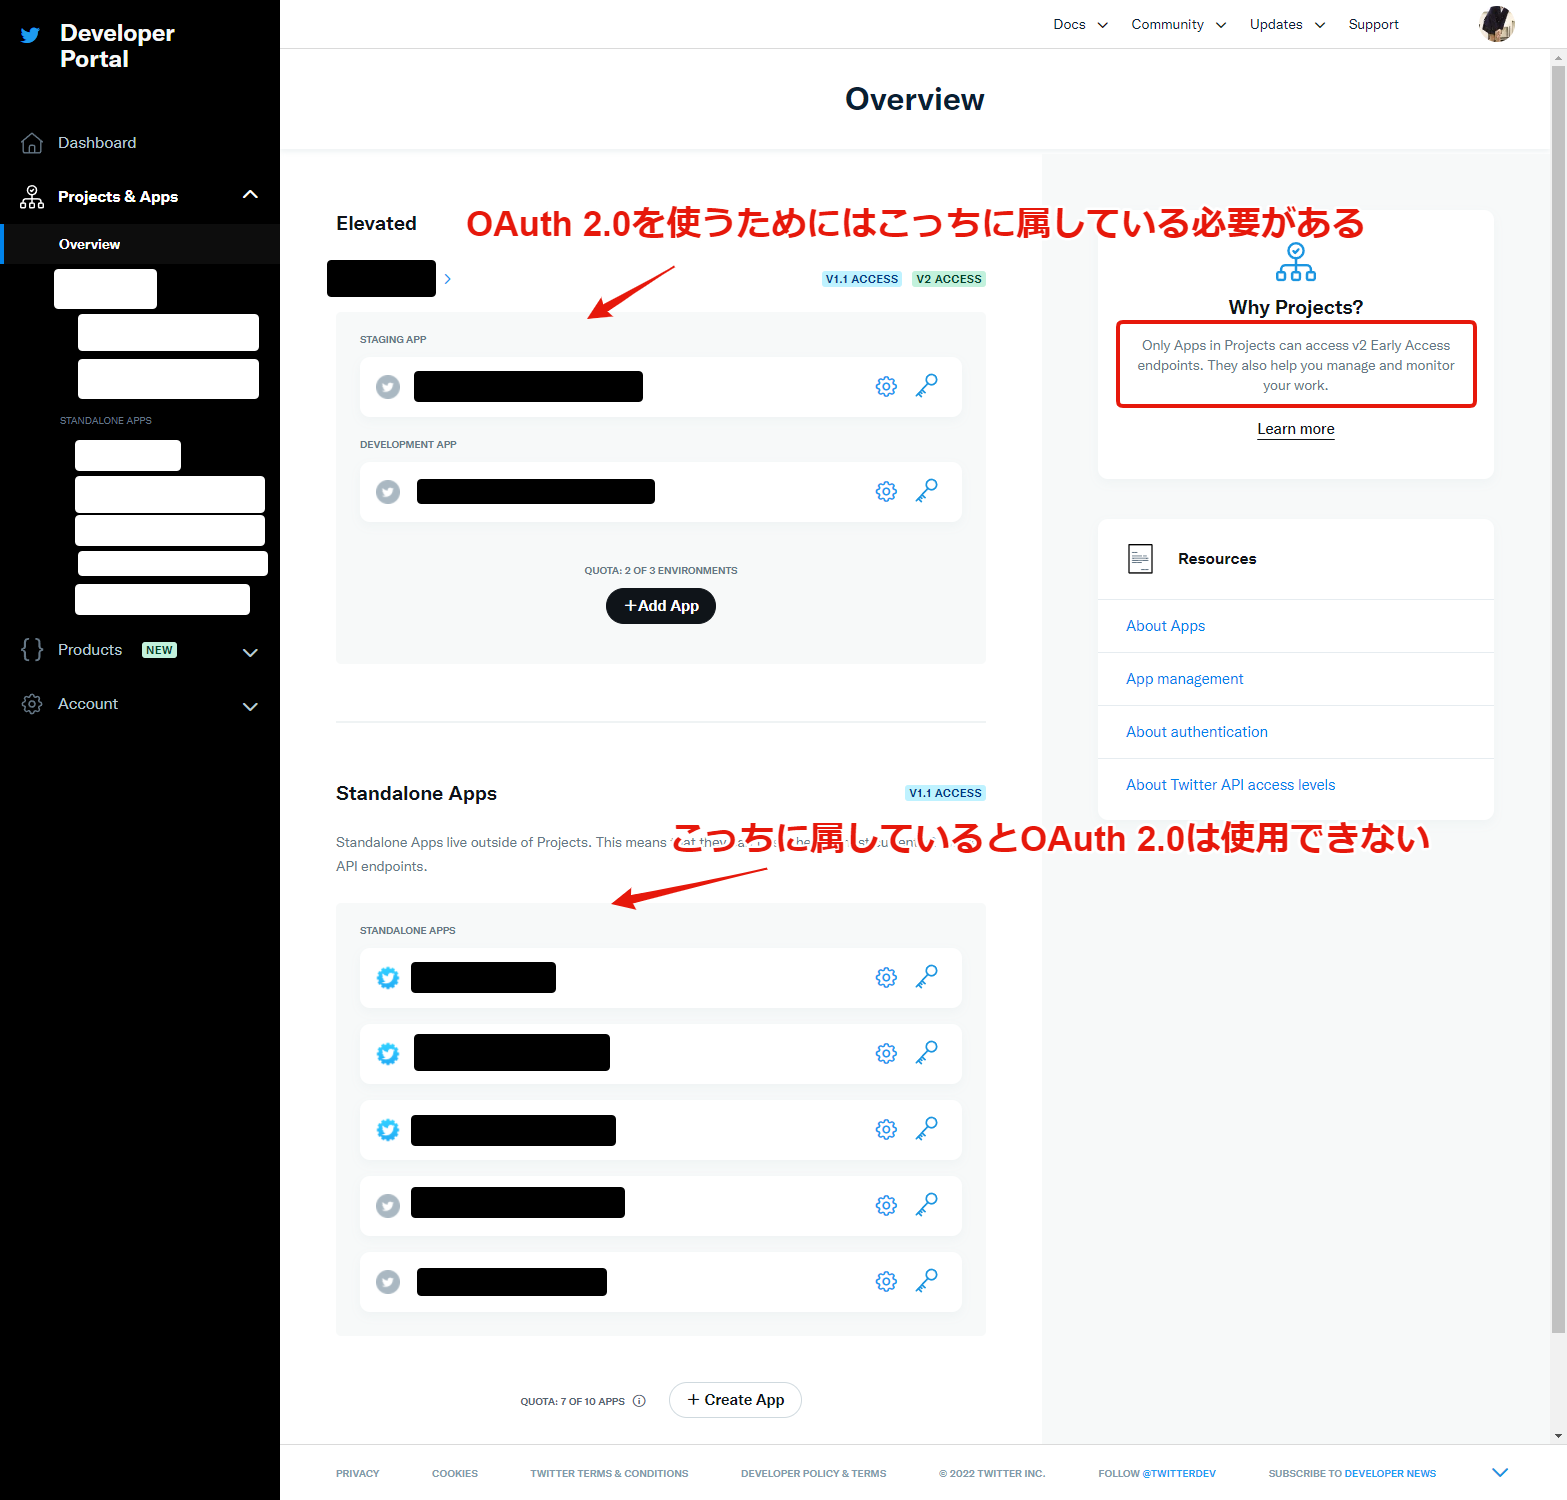 Developer
Portal
Docs
Community
Updates
Support
Dashboard
Projects & Apps
Overview
STANDALONE APPS
Products
NEW
Account
Overview
Elevated
OAuth 2.0を使うためにはこっちに属している必要がある
V1.1 ACCESS
V2 ACCESS
STAGING APP
DEVELOPMENT APP
QUOTA: 2 OF 3 ENVIRONMENTS
+Add App
Why Projects?
Only Apps in Projects can access v2 Early Access
endpoints. They also help you manage and monitor
your work.
Learn more
Resources
About Apps
App management
About authentication
About Twitter API access levels
Standalone Apps
V1.1 ACCESS
Standalone Apps live outside of Projects. This means
こっちに属しているとOAuth 2.0は使用できない
API endpoints.
STANDALONE APPS
QUOTA: 7 OF 10 APPS
+ Create App
PRIVACY
COOKIES
TWITTER TERMS & CONDITIONS
DEVELOPER POLICY & TERMS
© 2022 TWITTER INC.
FOLLOW @TWITTERDEV
SUBSCRIBE TO DEVELOPER NEWS